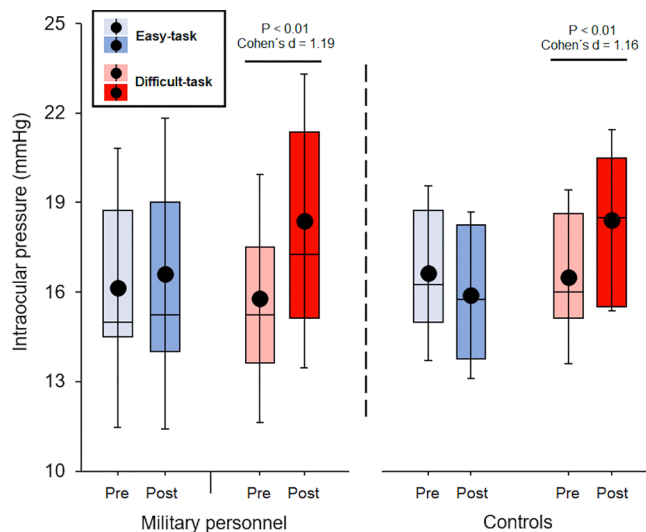 25
22
19
16
13
10
Intraocular pressure (mmHg)
Easy-task
Difficult-task
P < 0.01
Cohen´s d = 1.19
P < 0.01
Cohen´s d = 1.16
Pre Post Pre Post Pre Post Pre Post
Military personnel Controls